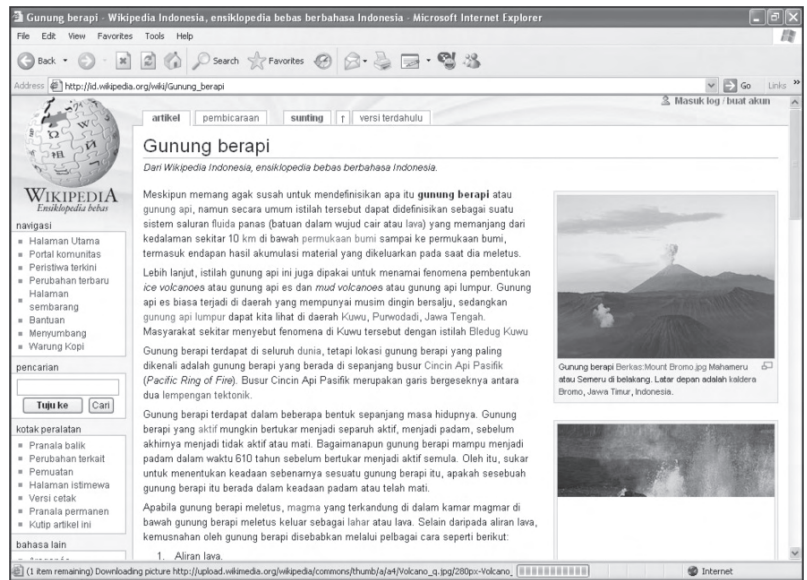 Gunung berapi - Wikipedia Indonesia, ensiklopedia bebas berbahasa Indonesia - Microsoft Internet Explorer
File Edit View Favorites Tools Help
Back Search Favorites
Address http://id.wikipedia.org/wiki/Gunung_berapi Go Links »
Masuk log / buat akun
artikel pembicaraan sunting ↑ versi terdahulu
WIKIPEDIA
Ensiklopedia bebas
navigasi
Halaman Utama
Portal komunitas
Peristiwa terkini
Perubahan terbaru
Halaman
sembarang
Bantuan
Menyumbang
Warung Kopi
pencarian
Tuju ke Cari
kotak peralatan
Pranala balik
Perubahan terkait
Pemuatan
Halaman istimewa
Versi cetak
Pranala permanen
Kutip artikel ini
bahasa lain
Gunung berapi
Dari Wikipedia Indonesia, ensiklopedia bebas berbahasa Indonesia.
Meskipun memang agak susah untuk mendefinisikan apa itu gunung berapi atau
gunung api, namun secara umum istilah tersebut dapat didefinisikan sebagai suatu
sistem saluran fluida panas (batuan dalam wujud cair atau lava) yang memanjang dari
kedalaman sekitar 10 km di bawah permukaan bumi sampai ke permukaan bumi,
termasuk endapan hasil akumulasi material yang dikeluarkan pada saat dia meletus.
Lebih lanjut, istilah gunung api ini juga dipakai untuk menamai fenomena pembentukan
ice volcanoes atau gunung api es dan mud volcanoes atau gunung api lumpur. Gunung
api es biasa terjadi di daerah yang mempunyai musim dingin bersalju, sedangkan
gunung api lumpur dapat kita lihat di daerah Kuwu, Purwodadi, Jawa Tengah.
Masyarakat sekitar menyebut fenomena di Kuwu tersebut dengan istilah Bledug Kuwu
Gunung berapi terdapat di seluruh dunia, tetapi lokasi gunung berapi yang paling
dikenali adalah gunung berapi yang berada di sepanjang busur Cincin Api Pasifik
(Pacific Ring of Fire). Busur Cincin Api Pasifik merupakan garis bergeseknya antara
dua lempengan tektonik.
Gunung berapi terdapat dalam beberapa bentuk sepanjang masa hidupnya. Gunung
berapi yang aktif mungkin bertukar menjadi separuh aktif, menjadi padam, sebelum
akhirnya menjadi tidak aktif atau mati. Bagaimanapun gunung berapi mampu menjadi
padam dalam waktu 610 tahun sebelum bertukar menjadi aktif semula. Oleh itu, sukar
untuk menentukan keadaan sebenarnya sesuatu gunung berapi itu, apakah sesebuah
gunung berapi itu berada dalam keadaan padam atau telah mati.
Apabila gunung berapi meletus, magma yang terkandung di dalam kamar magmar di
bawah gunung berapi meletus keluar sebagai lahar atau lava. Selain daripada aliran lava,
kemusnahan oleh gunung berapi disebabkan melalui pelbagai cara seperti berikut:
1. Aliran lava.
Gunung berapi Berkas:Mount Bromo.jpg Mahameru
atau Semeru di belakang. Latar depan adalah kaldera
Bromo, Jawa Timur, Indonesia.
(1 item remaining) Downloading picture http://upload.wikimedia.org/wikipedia/commons/thumb/a/a4/Volcano_q.jpg/280px-Volcano_ Internet